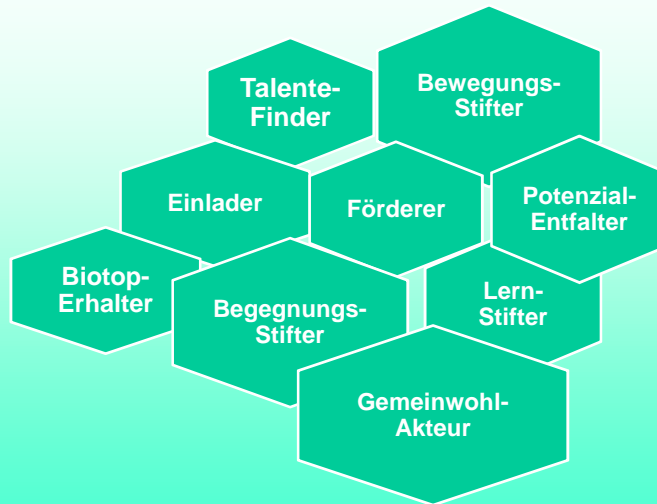 Talente-
Finder
Bewegungs-
Stifter
Einlader
Förderer
Potenzial-
Entfalter
Biotop-
Erhalter
Begegnungs-
Stifter
Lern-
Stifter
Gemeinwohl-
Akteur